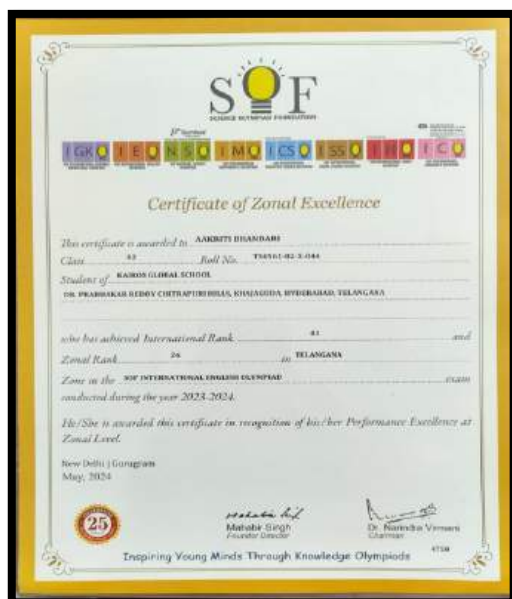 SOF
SCIENCE OLYMPIAD FOUNDATION
IGKO IEO NSO IMO ICSO ISSO ICO
Certificate of Zonal Excellence
This certificate is awarded to AAKRITI BHANDARI
Class 02 Roll No.
Student of KAIROS GLOBAL SCHOOL
DR. PRABHAKAR REDDY CHITRAPURI HILLS, KHAJAGUDA, HYDERABAD, TELANGANA
who has achieved International Rank 81 and
Zonal Rank 26 in TELANGANA
Zone in the SOF INTERNATIONAL ENGLISH OLYMPIAD exam
conducted during the year 2023-2024.
He/She is awarded this certificate in recognition of his/her Performance Excellence at
Zonal Level.
New Delhi | Gurugram
May, 2024
25
Mahabir Singh
Founder Director
Dr. Narindra Virmani
Chairman
Inspiring Young Minds Through Knowledge Olympiads